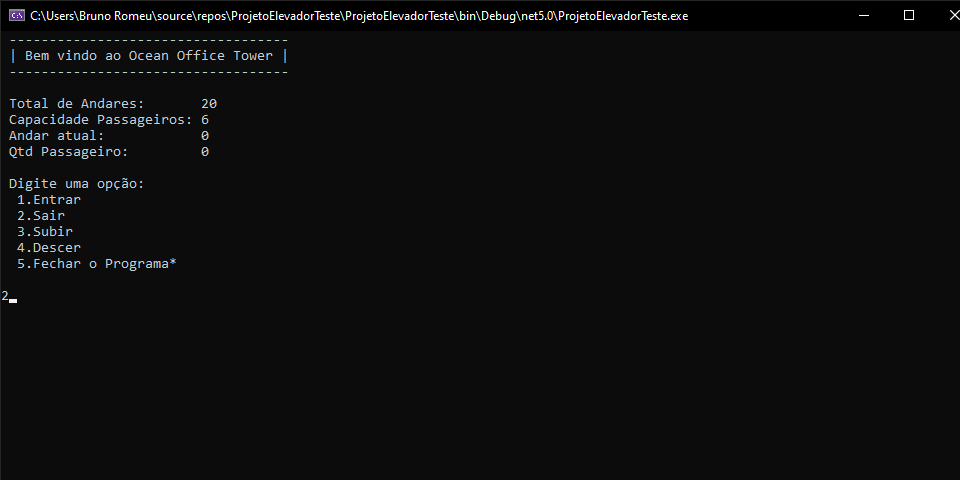 C:\Users\Bruno Romeu\source\repos\ProjetoElevadorTeste\ProjetoElevadorTeste\bin\Debug\net5.0\ProjetoElevadorTeste.exe
-----------------------------------
| Bem vindo ao Ocean Office Tower |
-----------------------------------
Total de Andares: 20
Capacidade Passageiros: 6
Andar atual: 0
Qtd Passageiro: 0
Digite uma opção:
1.Entrar
2.Sair
3.Subir
4.Descer
5.Fechar o Programa*
2